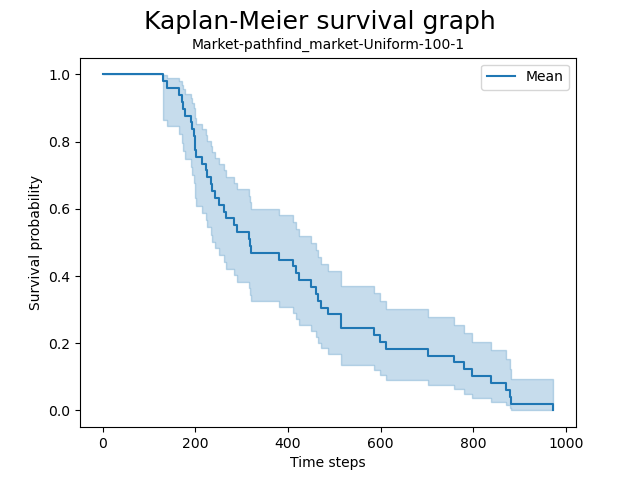 Kaplan-Meier survival graph
Market-pathfind_market-Uniform-100-1
Mean
Survival probability
1.0
0.8
0.6
0.4
0.2
0.0
0 200 400 600 800 1000
Time steps